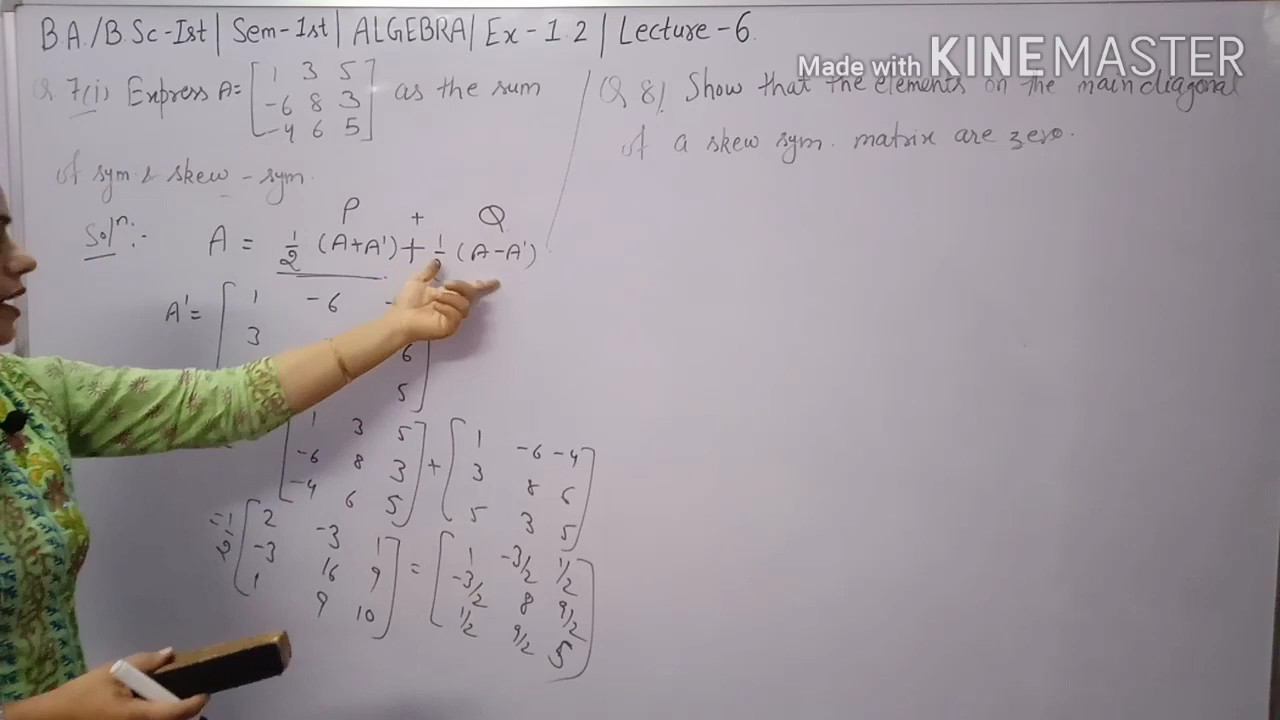 BA./B.Sc-Ist | Sem-1st | ALGEBRA | Ex-1.2 | Lecture-6.
Made with KINEMASTER
Q 7(i) Express A = [ 1 3 5 as the sum
-6 8 3
-4 6 5 ]
of sym & skew-sym.
Soln:-
P + Q
A = 1/2 (A+A') + 1/2 (A-A')
A' = [ 1 -6
3 6
5 ]
[ 1 3 5
-6 8 3
-4 6 5 ] + [ 1 -6 -4
3 8 6
5 3 5 ]
= 1/2 [ 2 -3 1
-3 16 9
1 9 10 ] = [ 1 -3/2 1/2
-3/2 8 9/2
1/2 9/2 5 ]
Q 8/ Show that the elements on the main diagonal
of a skew sym. matrix are zero.